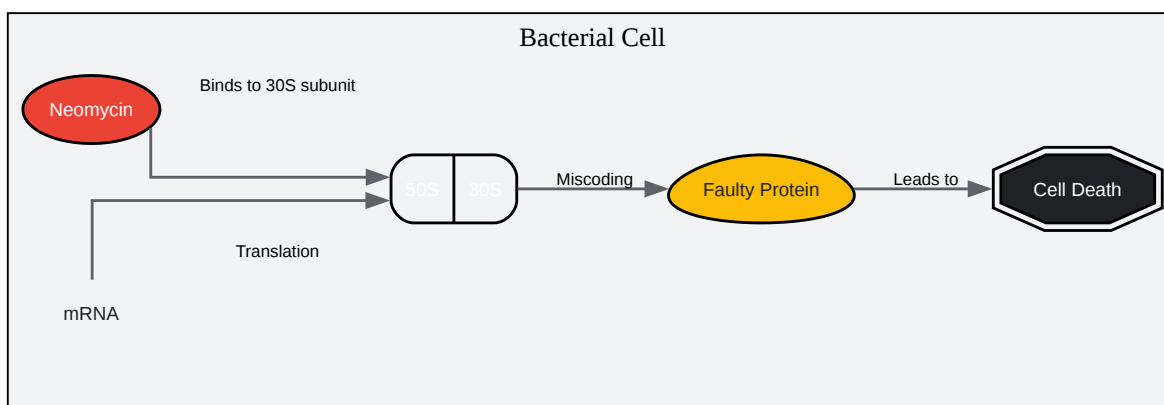 Bacterial Cell
Binds to 30S subunit
Neomycin
50S
30S
Miscoding
Faulty Protein
Leads to
Cell Death
Translation
mRNA